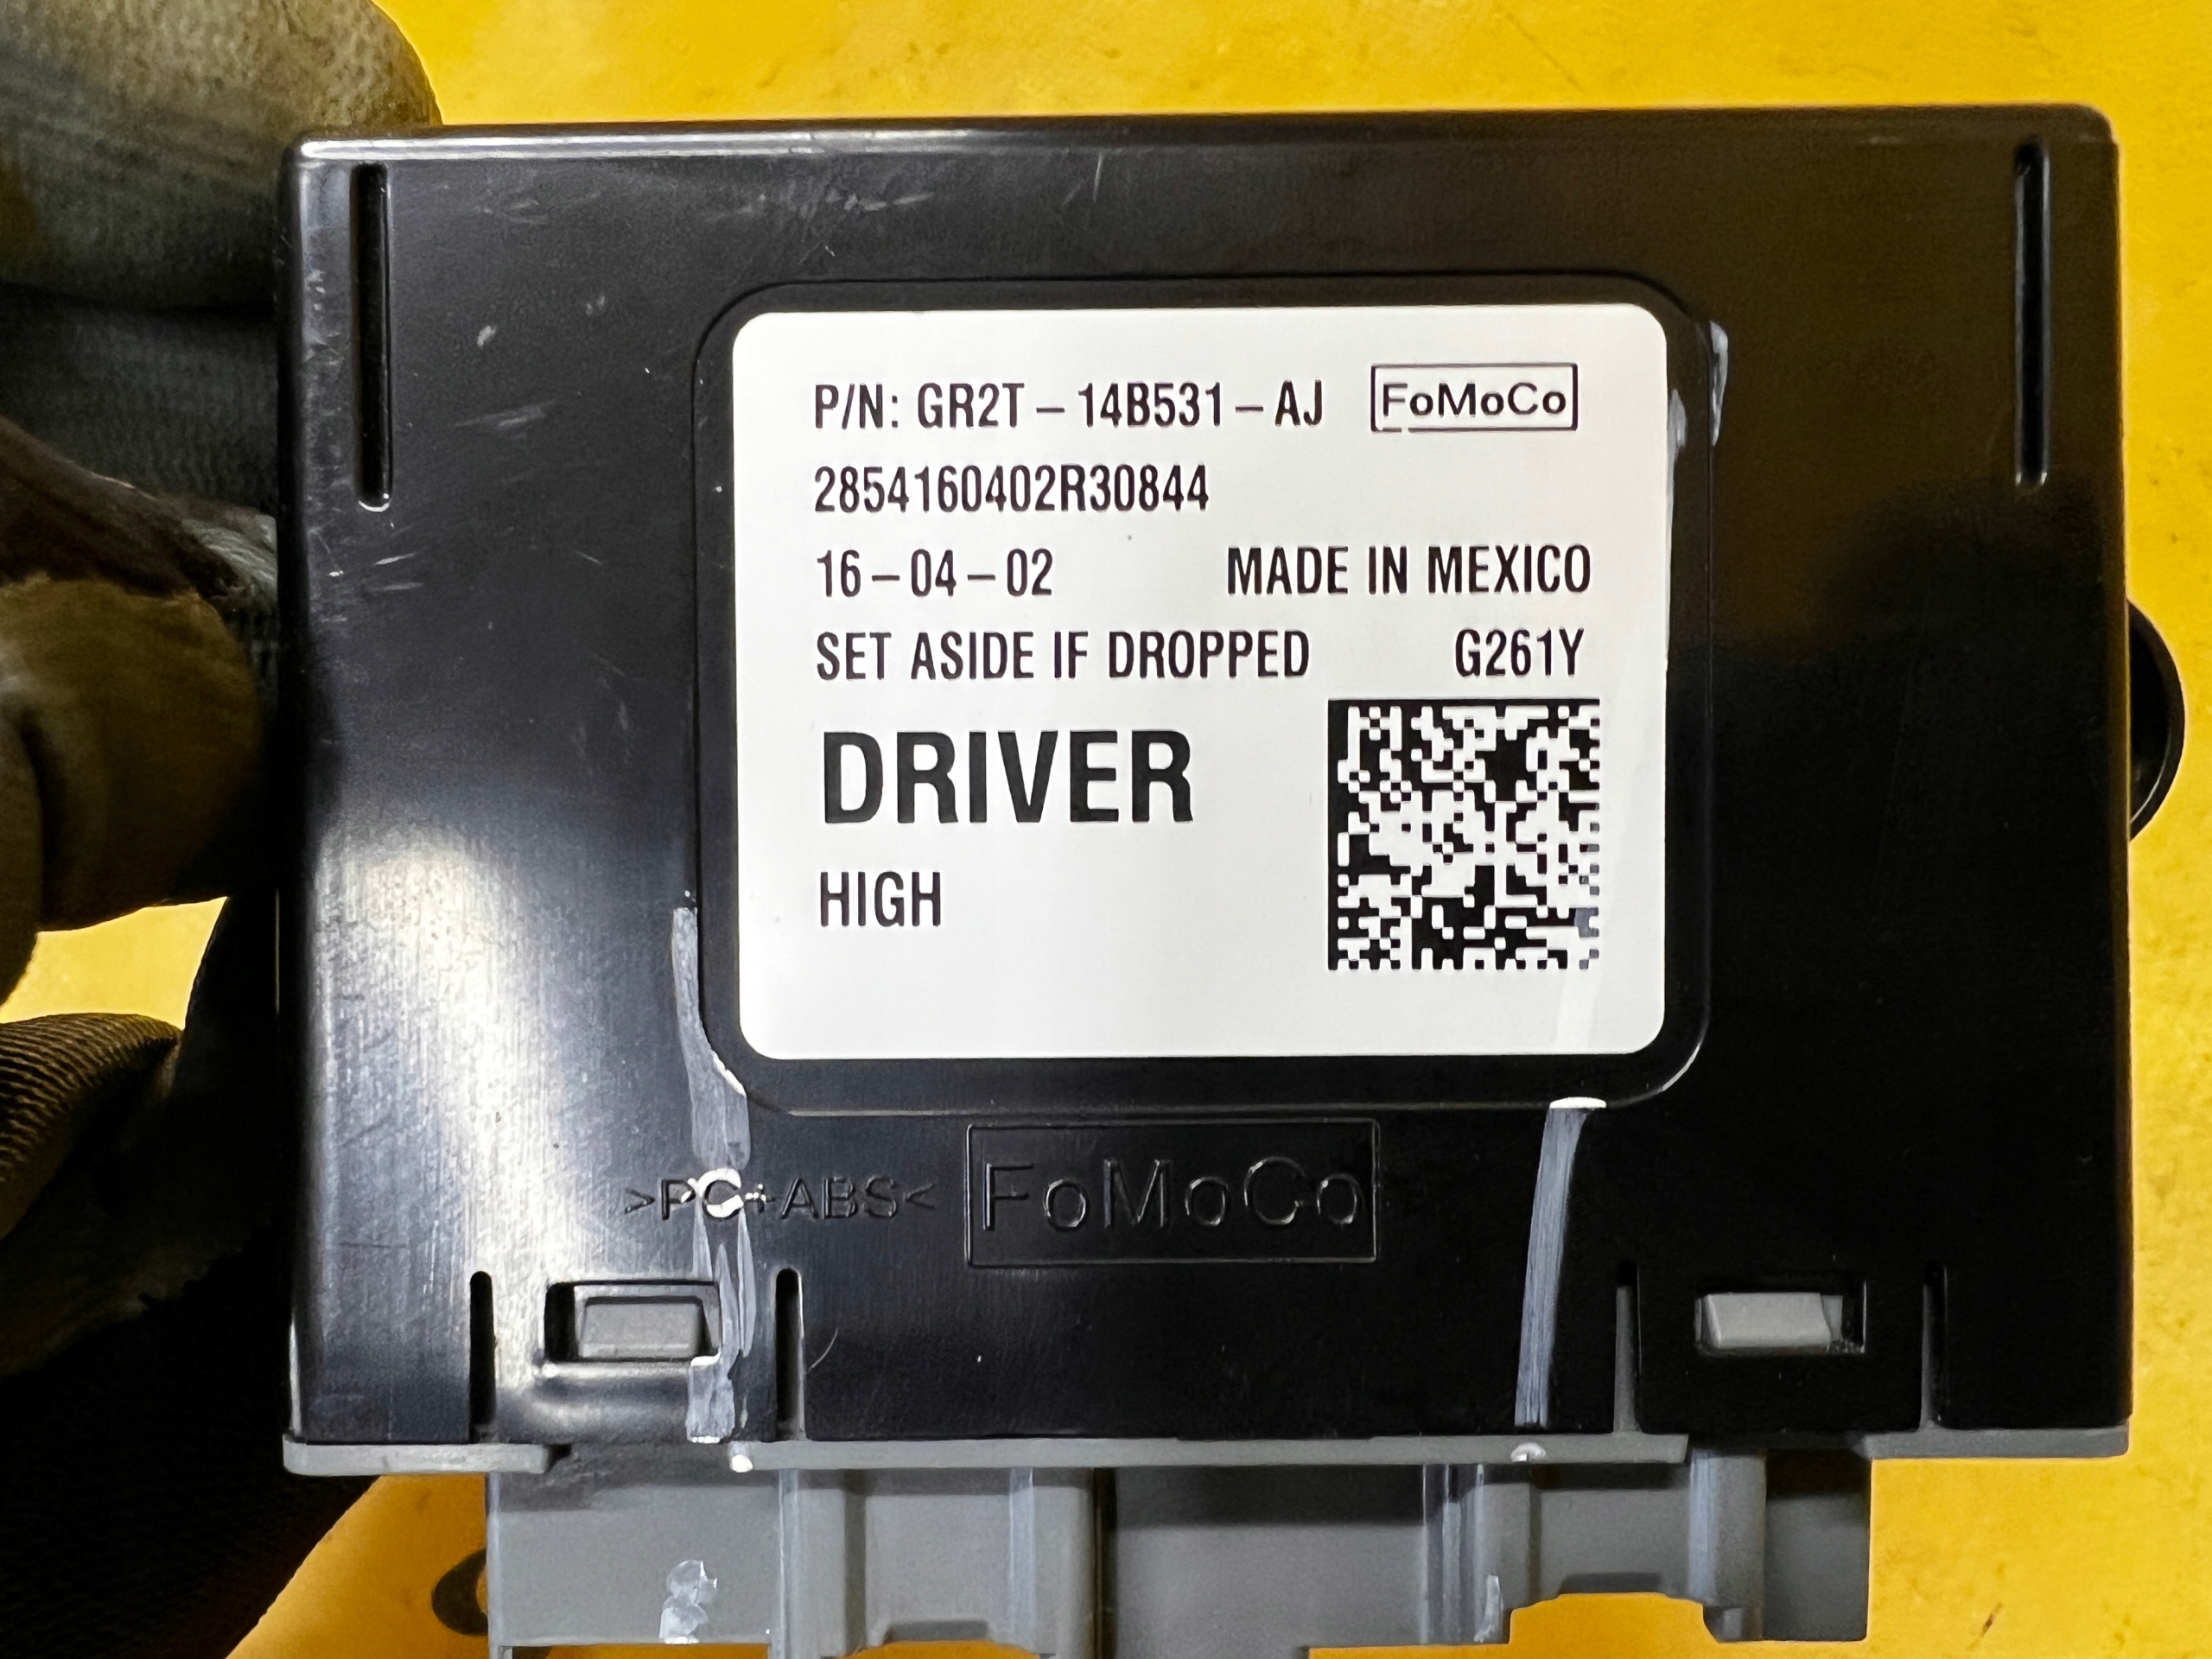 P/N: GR2T-14B531-AJ FoMoCo
2854160402R30844
16-04-02 MADE IN MEXICO
SET ASIDE IF DROPPED G261Y
DRIVER
HIGH
>PC+ABS< FoMoCo